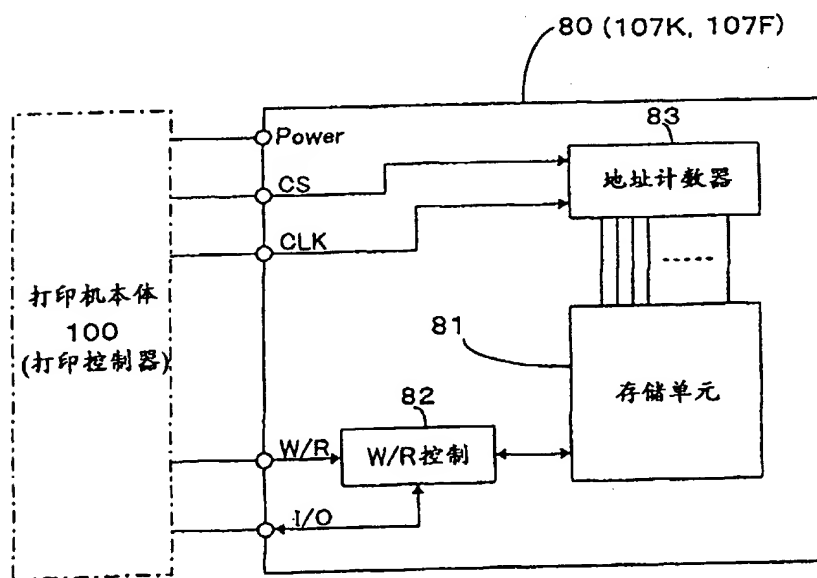 80 (107K, 107F)
Power
83
CS
地址计数器
CLK
打印机本体
100
(打印控制器)
81
存储单元
82
W/R
W/R控制
I/O